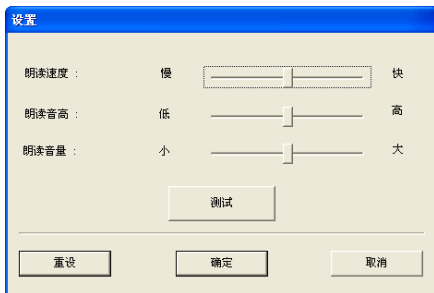 设置
朗读速度 : 慢 快
朗读音高 : 低 高
朗读音量 : 小 大
测试
重设 确定 取消